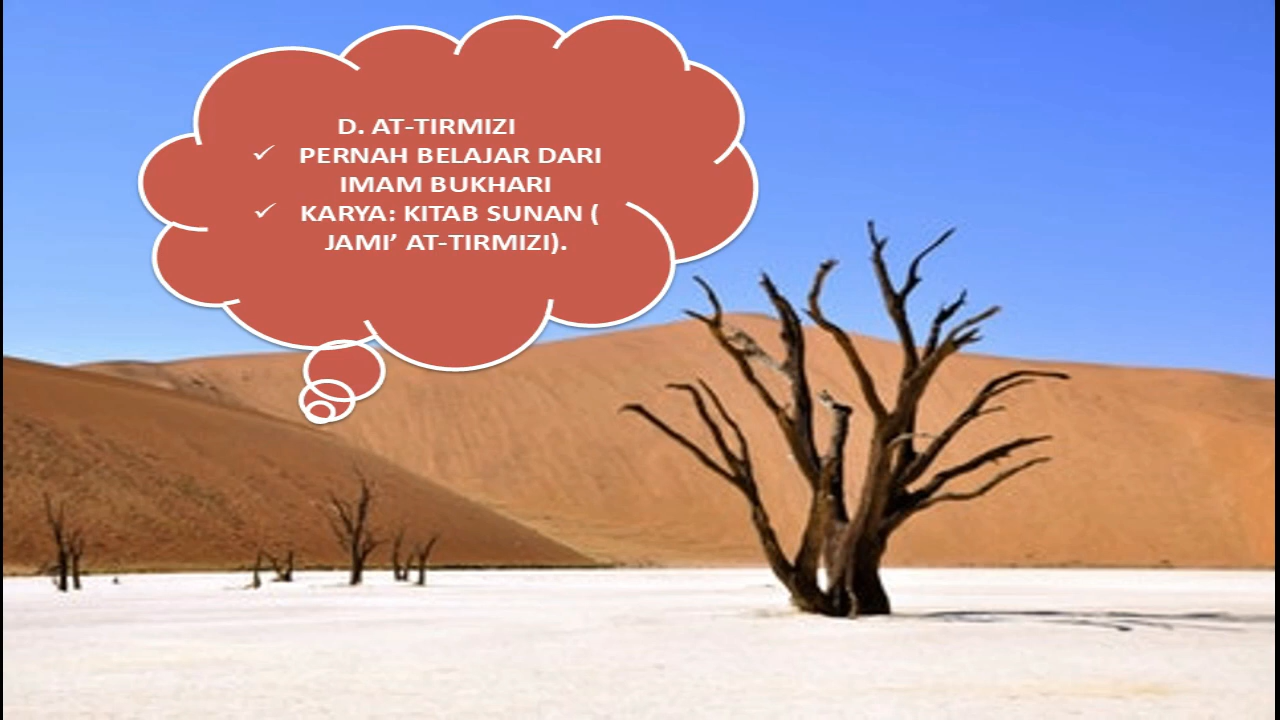 D. AT-TIRMIZI
✓ PERNAH BELAJAR DARI
IMAM BUKHARI
✓ KARYA: KITAB SUNAN (
JAMI’ AT-TIRMIZI).